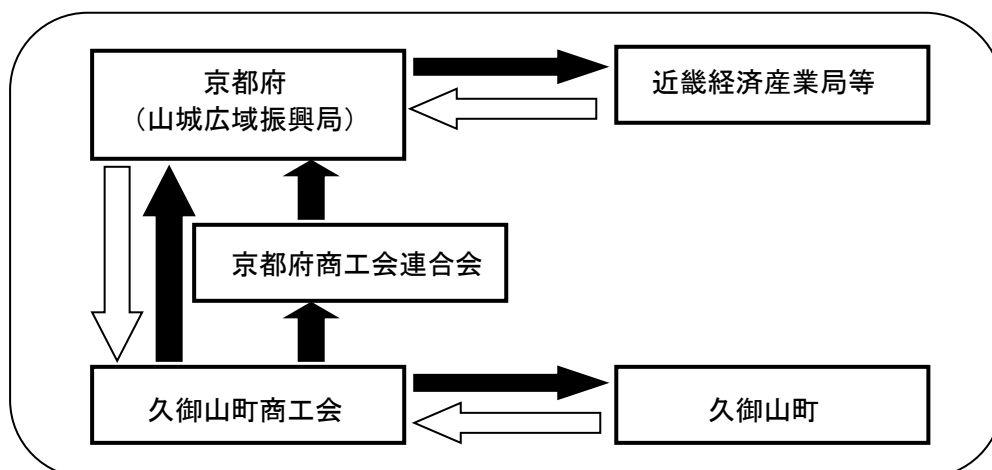 京都府
（山城広域振興局）
近畿経済産業局等
京都府商工会連合会
久御山町商工会
久御山町